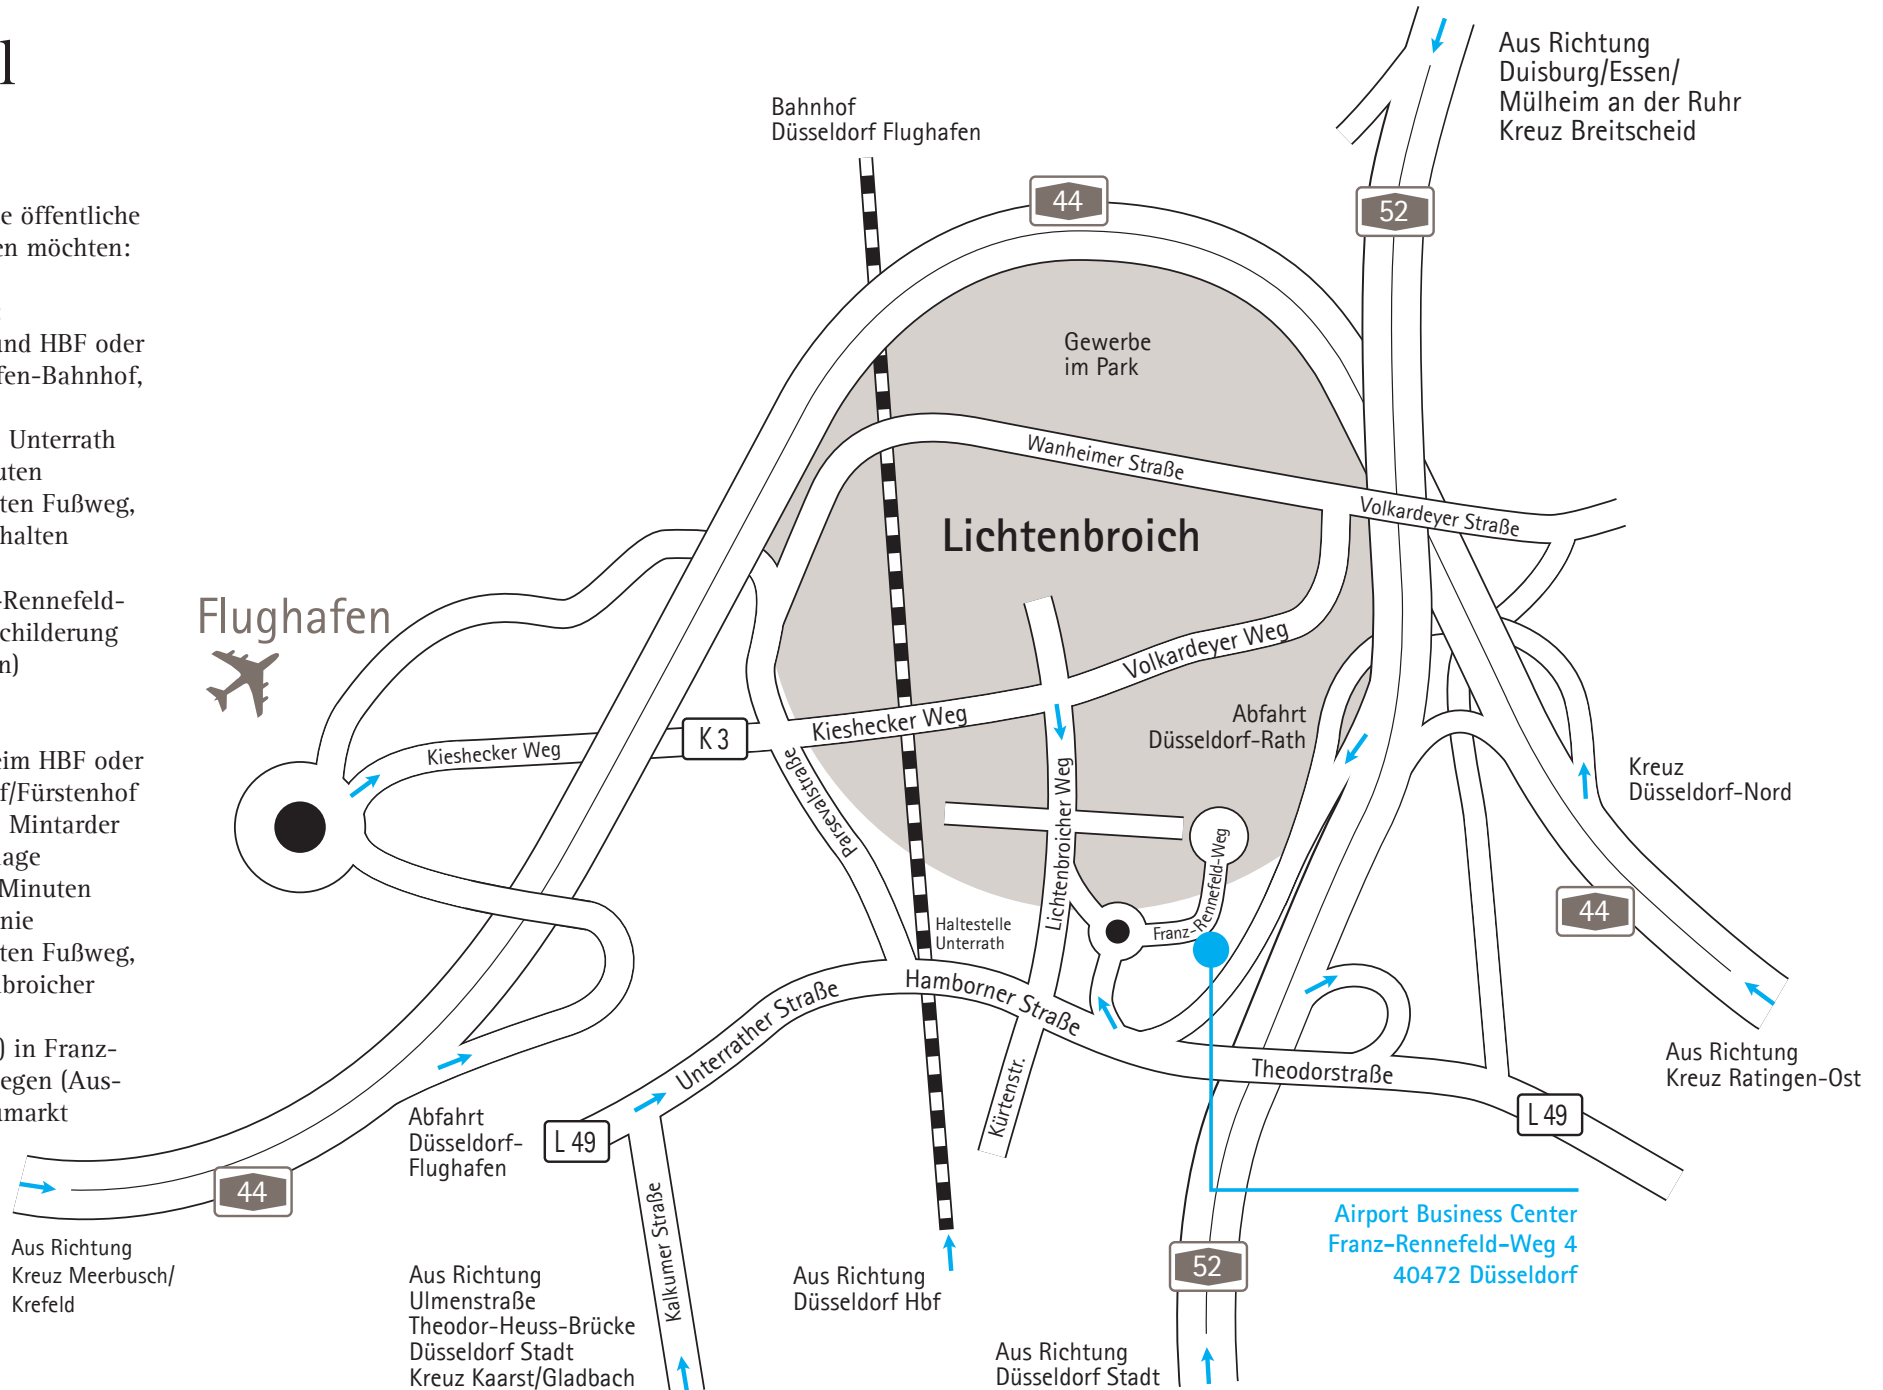 l
e öffentliche
en möchten:
:
und HBF oder
fen-Bahnhof,
Unterrath
uten
ten Fußweg,
halten
-Rennefeld-
schilderung
n)
eim HBF oder
f/Fürstenhof
Mintarder
lage
Minuten
nie
ten Fußweg,
nbroicher
) in Franz-
iegen (Aus-
umarkt
Aus Richtung
Duisburg/Essen/
Mülheim an der Ruhr
Kreuz Breitscheid
Bahnhof
Düsseldorf Flughafen
44
52
Gewerbe
im Park
Wanheimer Straße
Volkardeyer Straße
Lichtenbroich
Flughafen
Volkardeyer Weg
Kieshecker Weg
K 3
Kieshecker Weg
Abfahrt
Düsseldorf-Rath
Kreuz
Düsseldorf-Nord
Parsevalstraße
Lichtenbroicher Weg
Franz-Rennefeld-Weg
Haltestelle
Unterrath
44
Hamborner Straße
Unterrather Straße
Theodorstraße
Kürtenstr.
Aus Richtung
Kreuz Ratingen-Ost
Abfahrt
Düsseldorf-
Flughafen
L 49
L 49
44
Kalkumer Straße
Airport Business Center
Franz-Rennefeld-Weg 4
40472 Düsseldorf
52
Aus Richtung
Kreuz Meerbusch/
Krefeld
Aus Richtung
Ulmenstraße
Theodor-Heuss-Brücke
Düsseldorf Stadt
Kreuz Kaarst/Gladbach
Aus Richtung
Düsseldorf Hbf
Aus Richtung
Düsseldorf Stadt